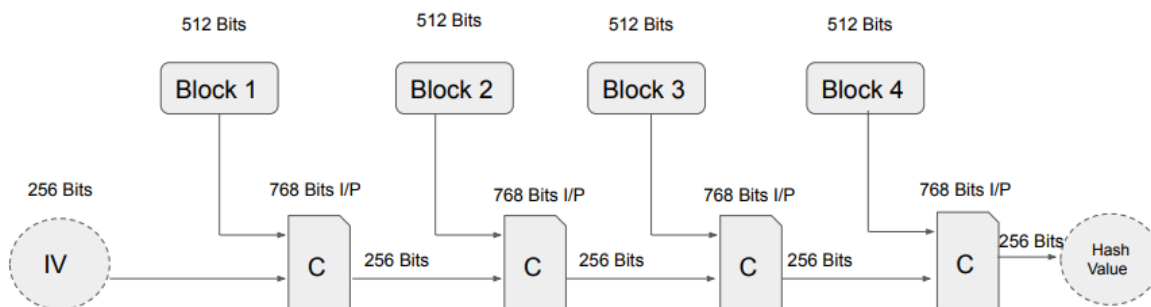 512 Bits
512 Bits
512 Bits
512 Bits
Block 1
Block 2
Block 3
Block 4
256 Bits
768 Bits I/P
768 Bits I/P
768 Bits I/P
768 Bits I/P
IV
C
256 Bits
C
256 Bits
C
256 Bits
C
256 Bits
Hash
Value